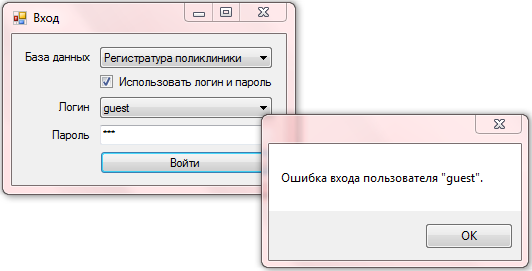 Вход
База данных Регистратура поликлиники
Использовать логин и пароль
Логин guest
Пароль ***
Войти
Ошибка входа пользователя "guest".
OK